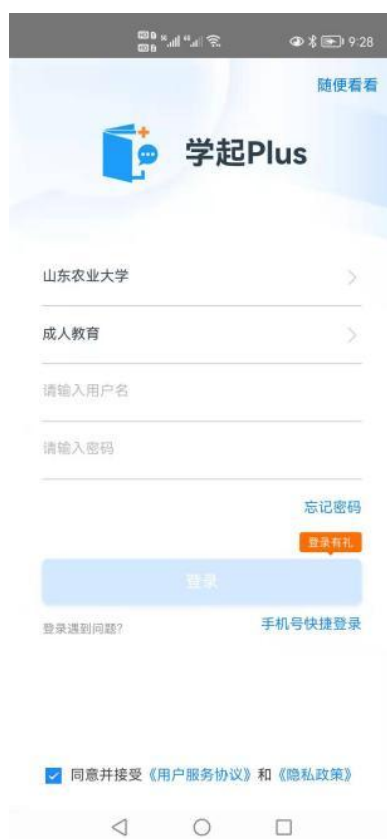 9:28
随便看看
学起Plus
山东农业大学
成人教育
请输入用户名
请输入密码
忘记密码
登录有礼
登录
登录遇到问题? 手机号快捷登录
同意并接受《用户服务协议》和《隐私政策》